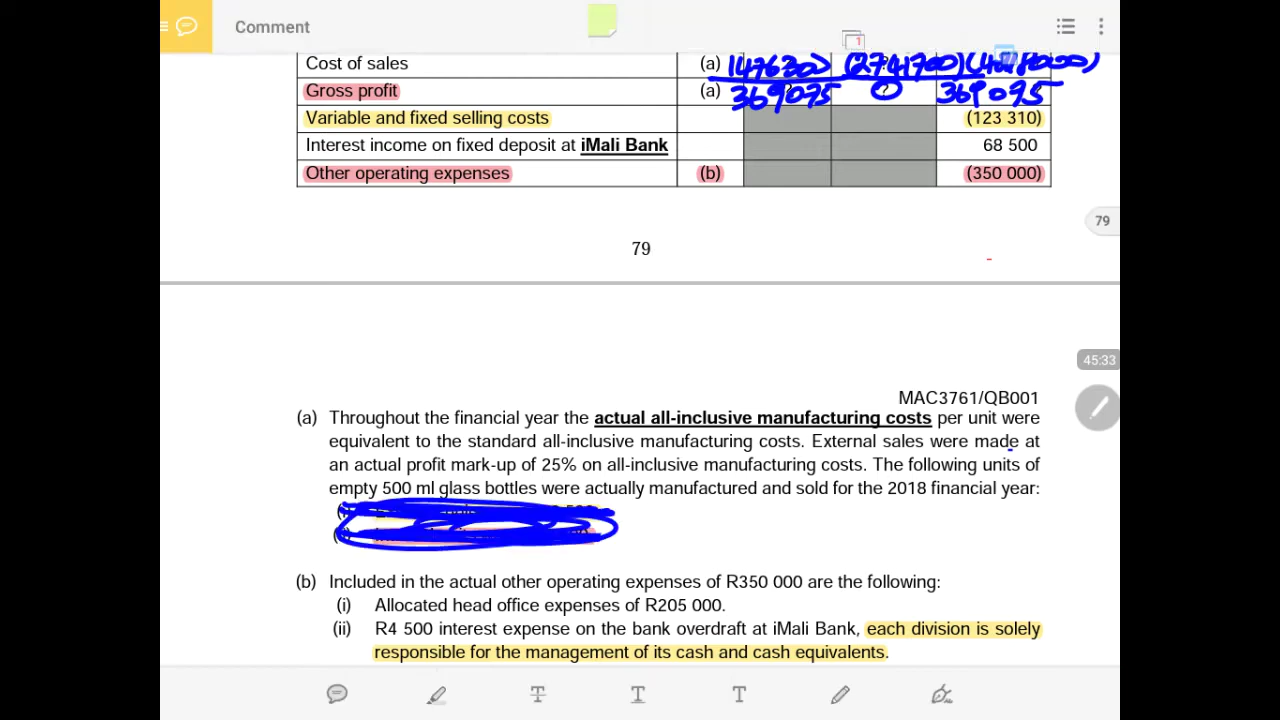 Comment
1
Cost of sales (a) 1476300 (2741700)
Gross profit (a) 369075 0 369075
Variable and fixed selling costs (123 310)
Interest income on fixed deposit at iMali Bank 68 500
Other operating expenses (b) (350 000)
79
79
45:33
MAC3761/QB001
(a) Throughout the financial year the actual all-inclusive manufacturing costs per unit were
equivalent to the standard all-inclusive manufacturing costs. External sales were made at
an actual profit mark-up of 25% on all-inclusive manufacturing costs. The following units of
empty 500 ml glass bottles were actually manufactured and sold for the 2018 financial year:
(b) Included in the actual other operating expenses of R350 000 are the following:
(i) Allocated head office expenses of R205 000.
(ii) R4 500 interest expense on the bank overdraft at iMali Bank, each division is solely
responsible for the management of its cash and cash equivalents.
T T T